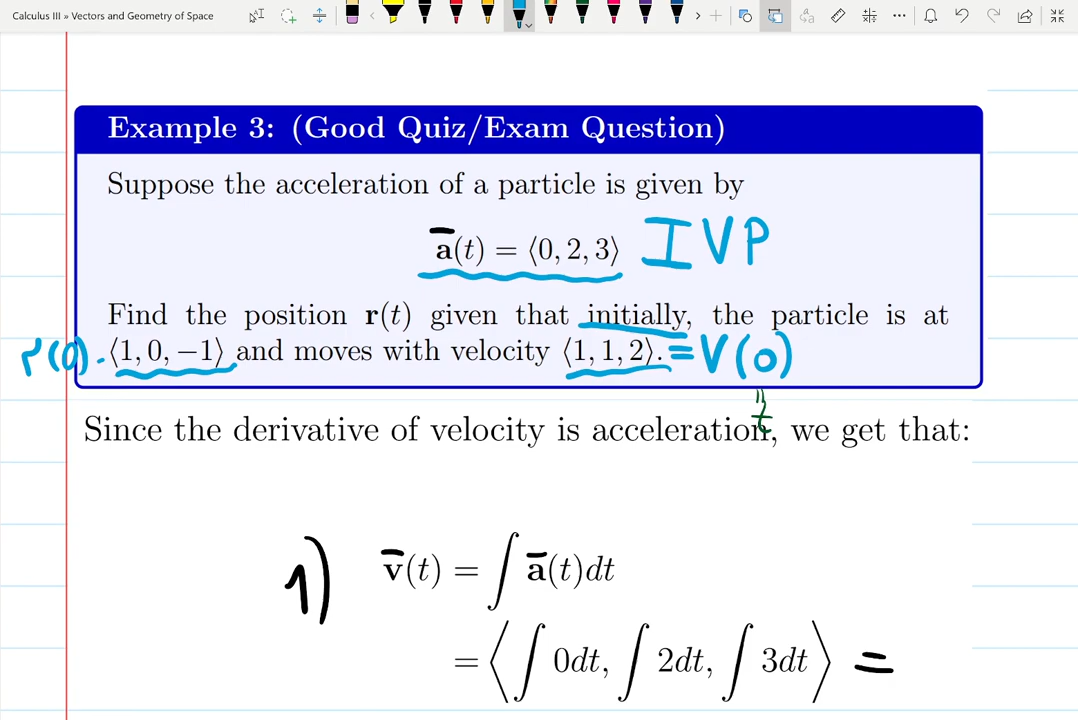 Calculus III » Vectors and Geometry of Space
Example 3: (Good Quiz/Exam Question)
Suppose the acceleration of a particle is given by
a̅(t) = ⟨0, 2, 3⟩ IVP
Find the position r(t) given that initially, the particle is at
r(0). ⟨1, 0, −1⟩ and moves with velocity ⟨1, 1, 2⟩. = V(0)
"
t
Since the derivative of velocity is acceleration, we get that:
1) v̅(t) = ∫ a̅(t)dt
= ⟨∫ 0dt, ∫ 2dt, ∫ 3dt⟩ =